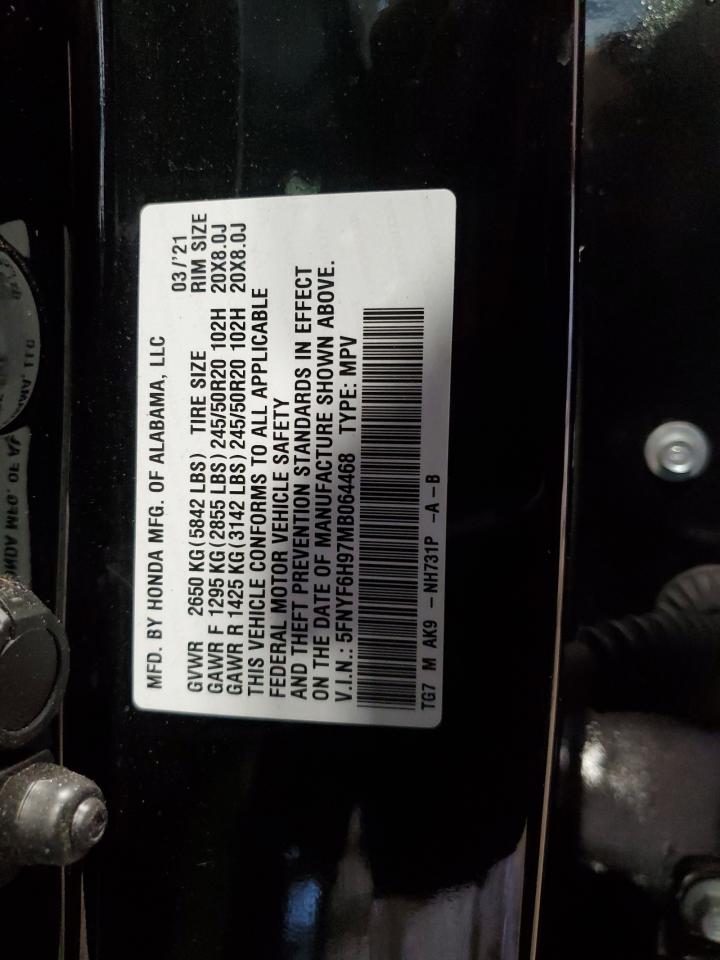 MFD. BY HONDA MFG. OF ALABAMA, LLC
03/'21
GVWR 2650 KG(5842 LBS) TIRE SIZE RIM SIZE
GAWR F 1295 KG(2855 LBS) 245/50R20 102H 20X8.0J
GAWR R 1425 KG(3142 LBS) 245/50R20 102H 20X8.0J
THIS VEHICLE CONFORMS TO ALL APPLICABLE
FEDERAL MOTOR VEHICLE SAFETY
AND THEFT PREVENTION STANDARDS IN EFFECT
ON THE DATE OF MANUFACTURE SHOWN ABOVE.
V.I.N.: 5FNYF6H97MB064468 TYPE: MPV
TG7 M AK9 - NH731P -A-B